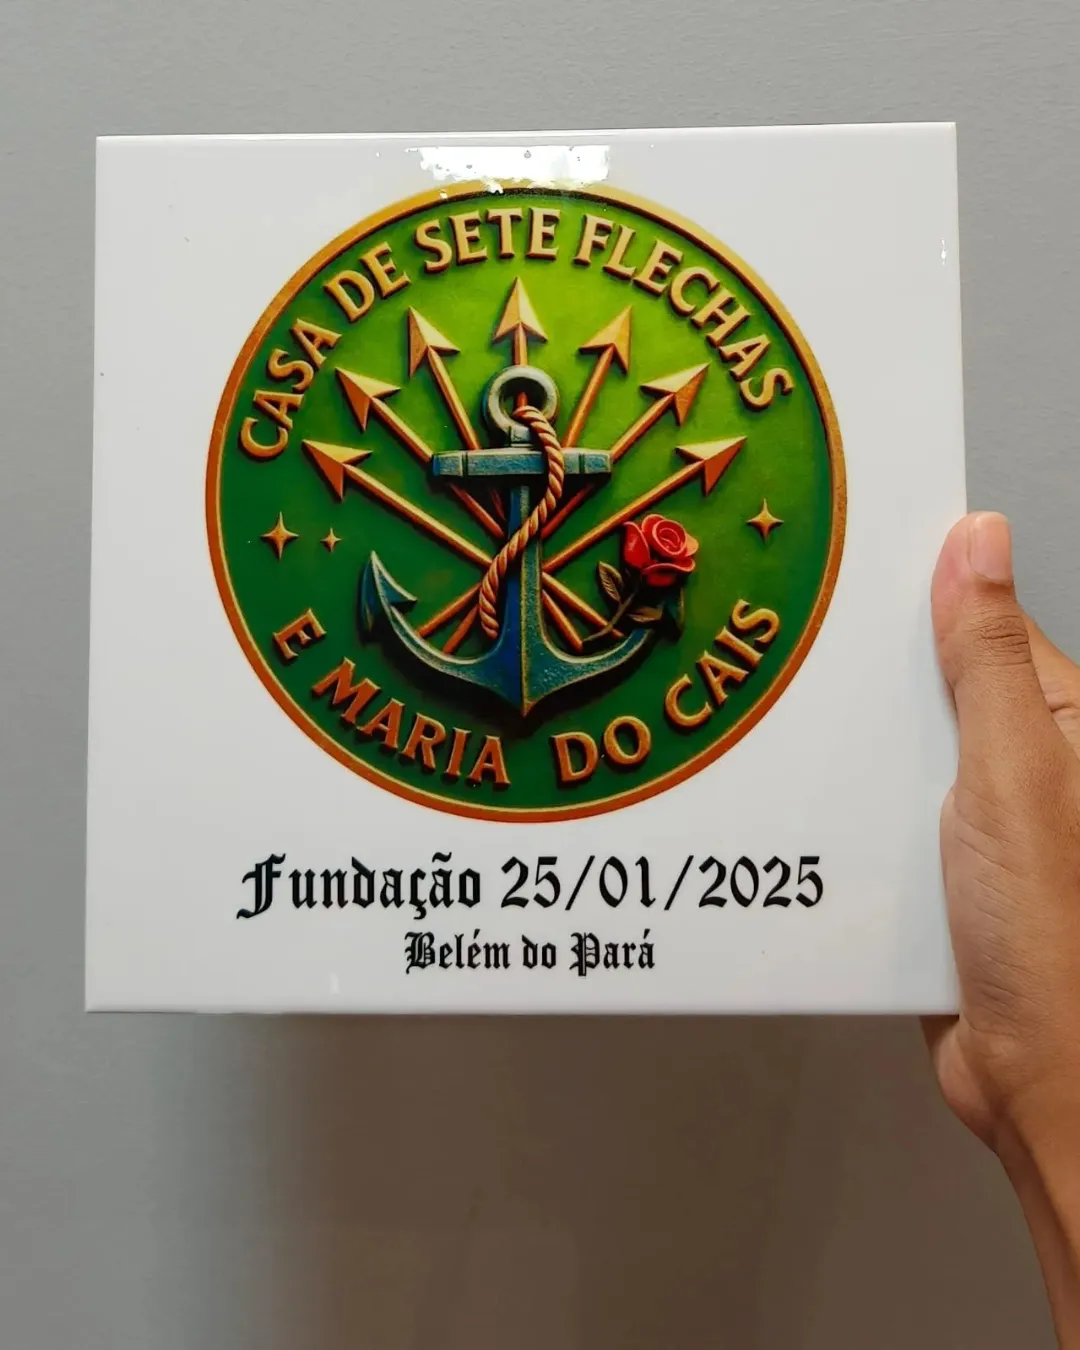 CASA DE SETE FLECHAS
E MARIA DO CAIS
Fundação 25/01/2025
Belém do Pará